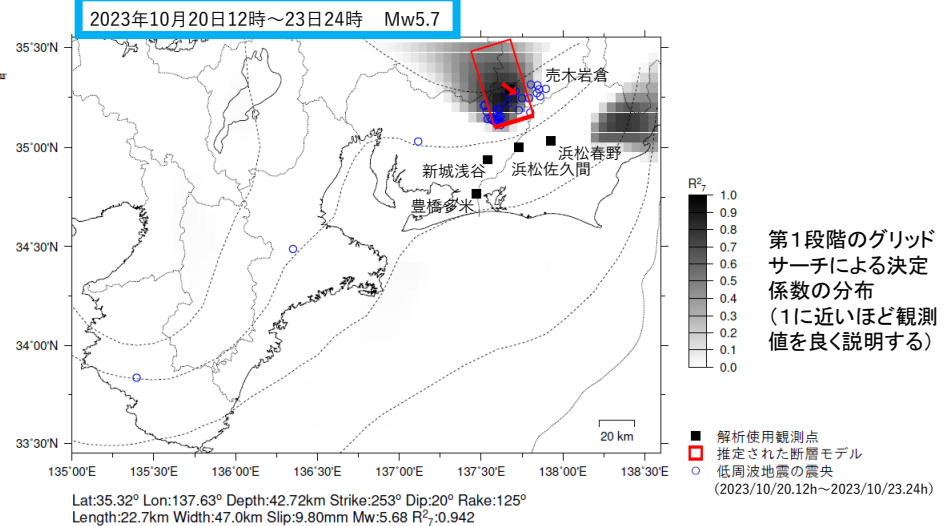 2023年10月20日12時～23日24時　Mw5.7
35°30'N
35°00'N
34°30'N
34°00'N
33°30'N
135°00'E
135°30'E
136°00'E
136°30'E
137°00'E
137°30'E
138°00'E
138°30'E
売木岩倉
浜松春野
新城浅谷
浜松佐久間
豊橋多米
20 km
R²₇
1.0
0.9
0.8
0.7
0.6
0.5
0.4
0.3
0.2
0.1
0.0
第１段階のグリッド
サーチによる決定
係数の分布
（１に近いほど観測
値を良く説明する）
解析使用観測点
推定された断層モデル
低周波地震の震央
(2023/10/20.12h～2023/10/23.24h)
Lat:35.32° Lon:137.63° Depth:42.72km Strike:253° Dip:20° Rake:125°
Length:22.7km Width:47.0km Slip:9.80mm Mw:5.68 R²₇:0.942